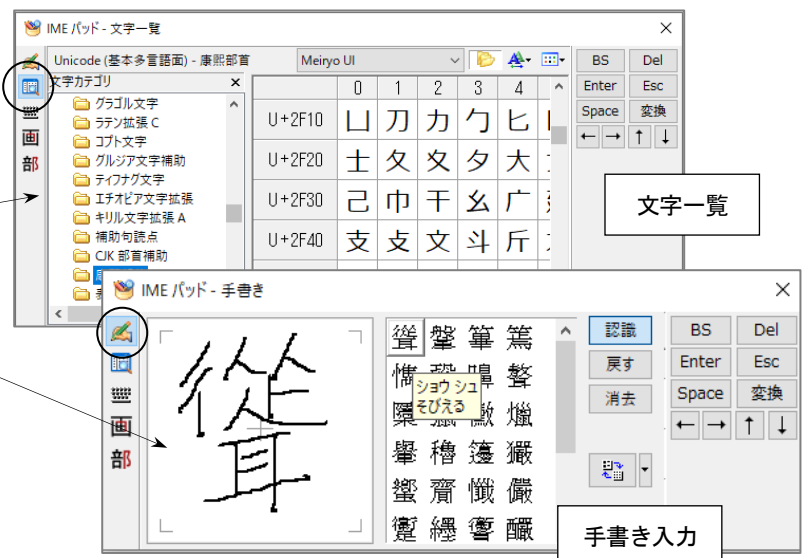 IME パッド - 文字一覧
Unicode (基本多言語面) - 康熙部首 Meiryo UI
BS Del
文字カテゴリ
Enter Esc
Space 変換
← → ↑ ↓
画
部
グラゴル文字
ラテン拡張 C
コプト文字
グルジア文字補助
ティフナグ文字
エチオピア文字拡張
キリル文字拡張 A
補助句読点
CJK 部首補助
0 1 2 3 4
U+2F10 凵 刀 力 勹 匕
U+2F20 士 夂 夊 夕 大
U+2F30 己 巾 干 幺 广
U+2F40 支 攴 文 斗 斤
文字一覧
IME パッド - 手書き
画
部
聳
聳 篳 篶
ショウ シュ
そびえる
齎 懺 儼
釅
認識
戻す
消去
BS Del
Enter Esc
Space 変換
← → ↑ ↓
手書き入力